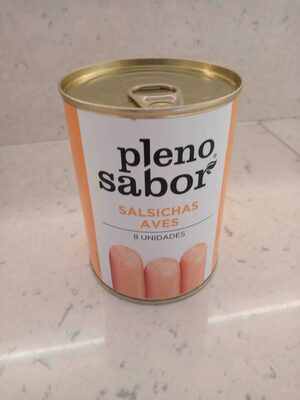 pleno
sabor
SALSICHAS
AVES
8 UNIDADES